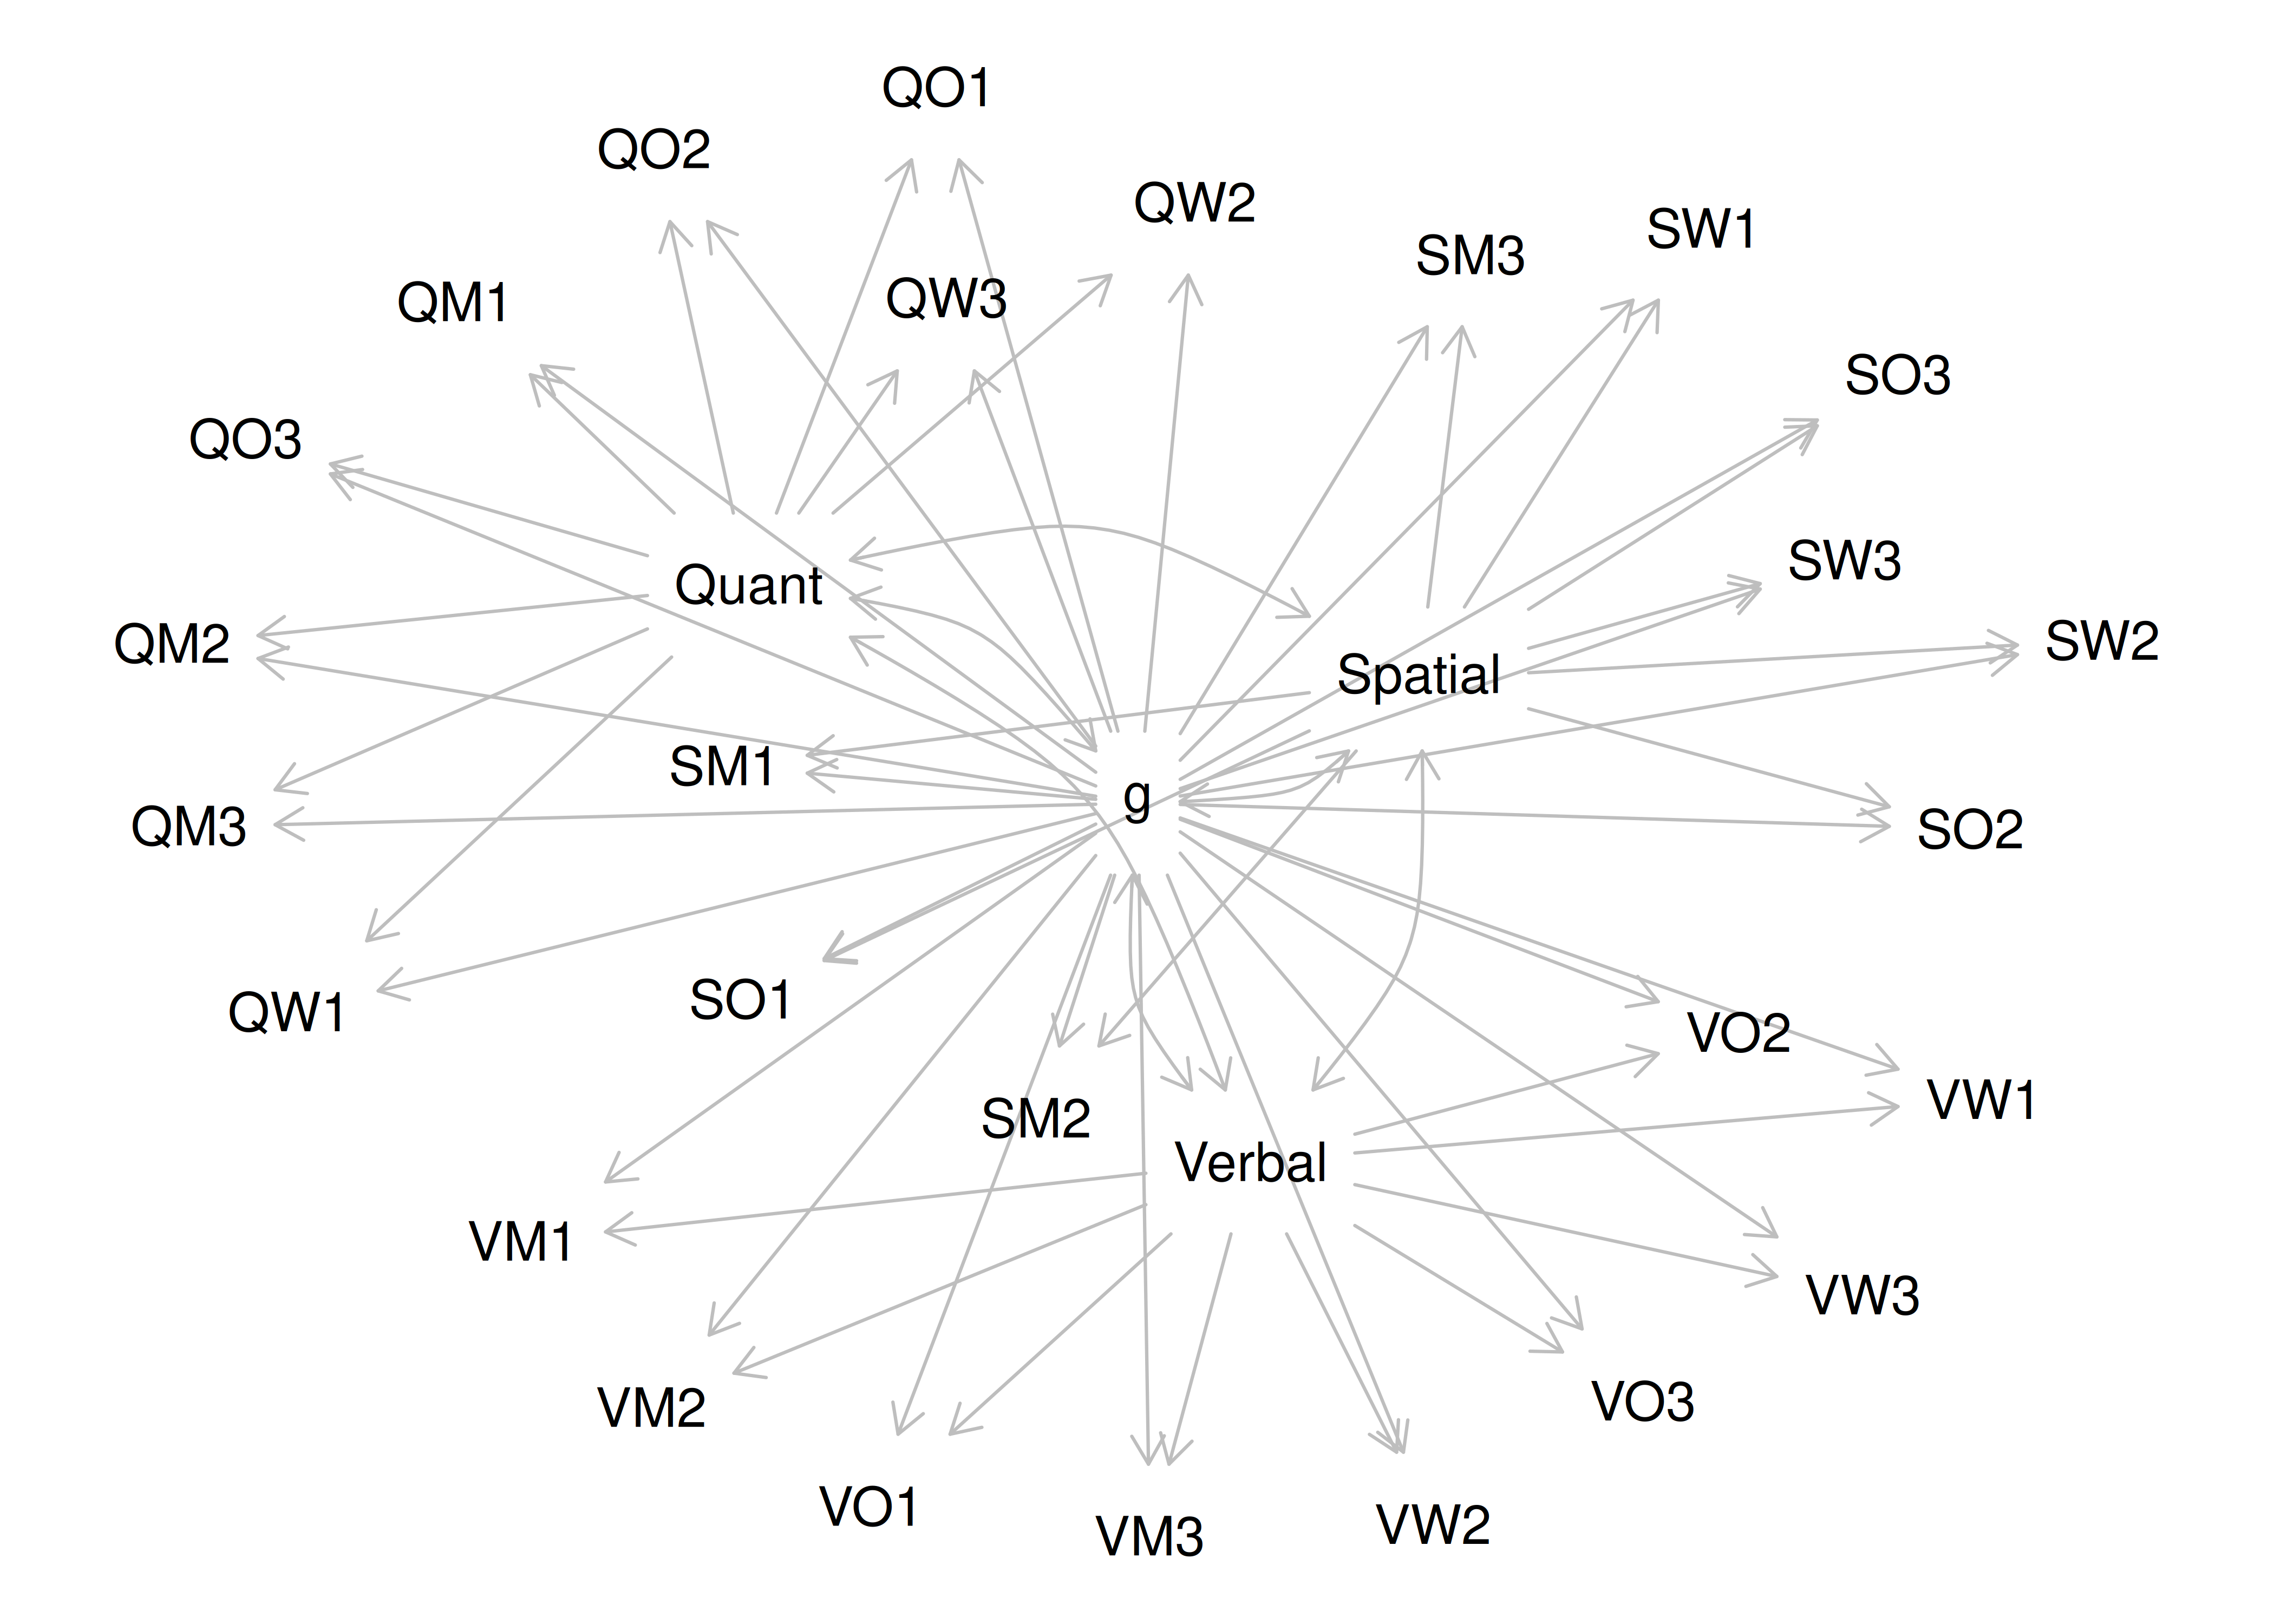 QO1
QO2
QW2
SW1
SM3
QW3
QM1
SO3
QO3
SW3
Quant
SW2
QM2
Spatial
SM1
g
QM3
SO2
SO1
QW1
VO2
VW1
SM2
Verbal
VM1
VW3
VO3
VM2
VO1
VW2
VM3